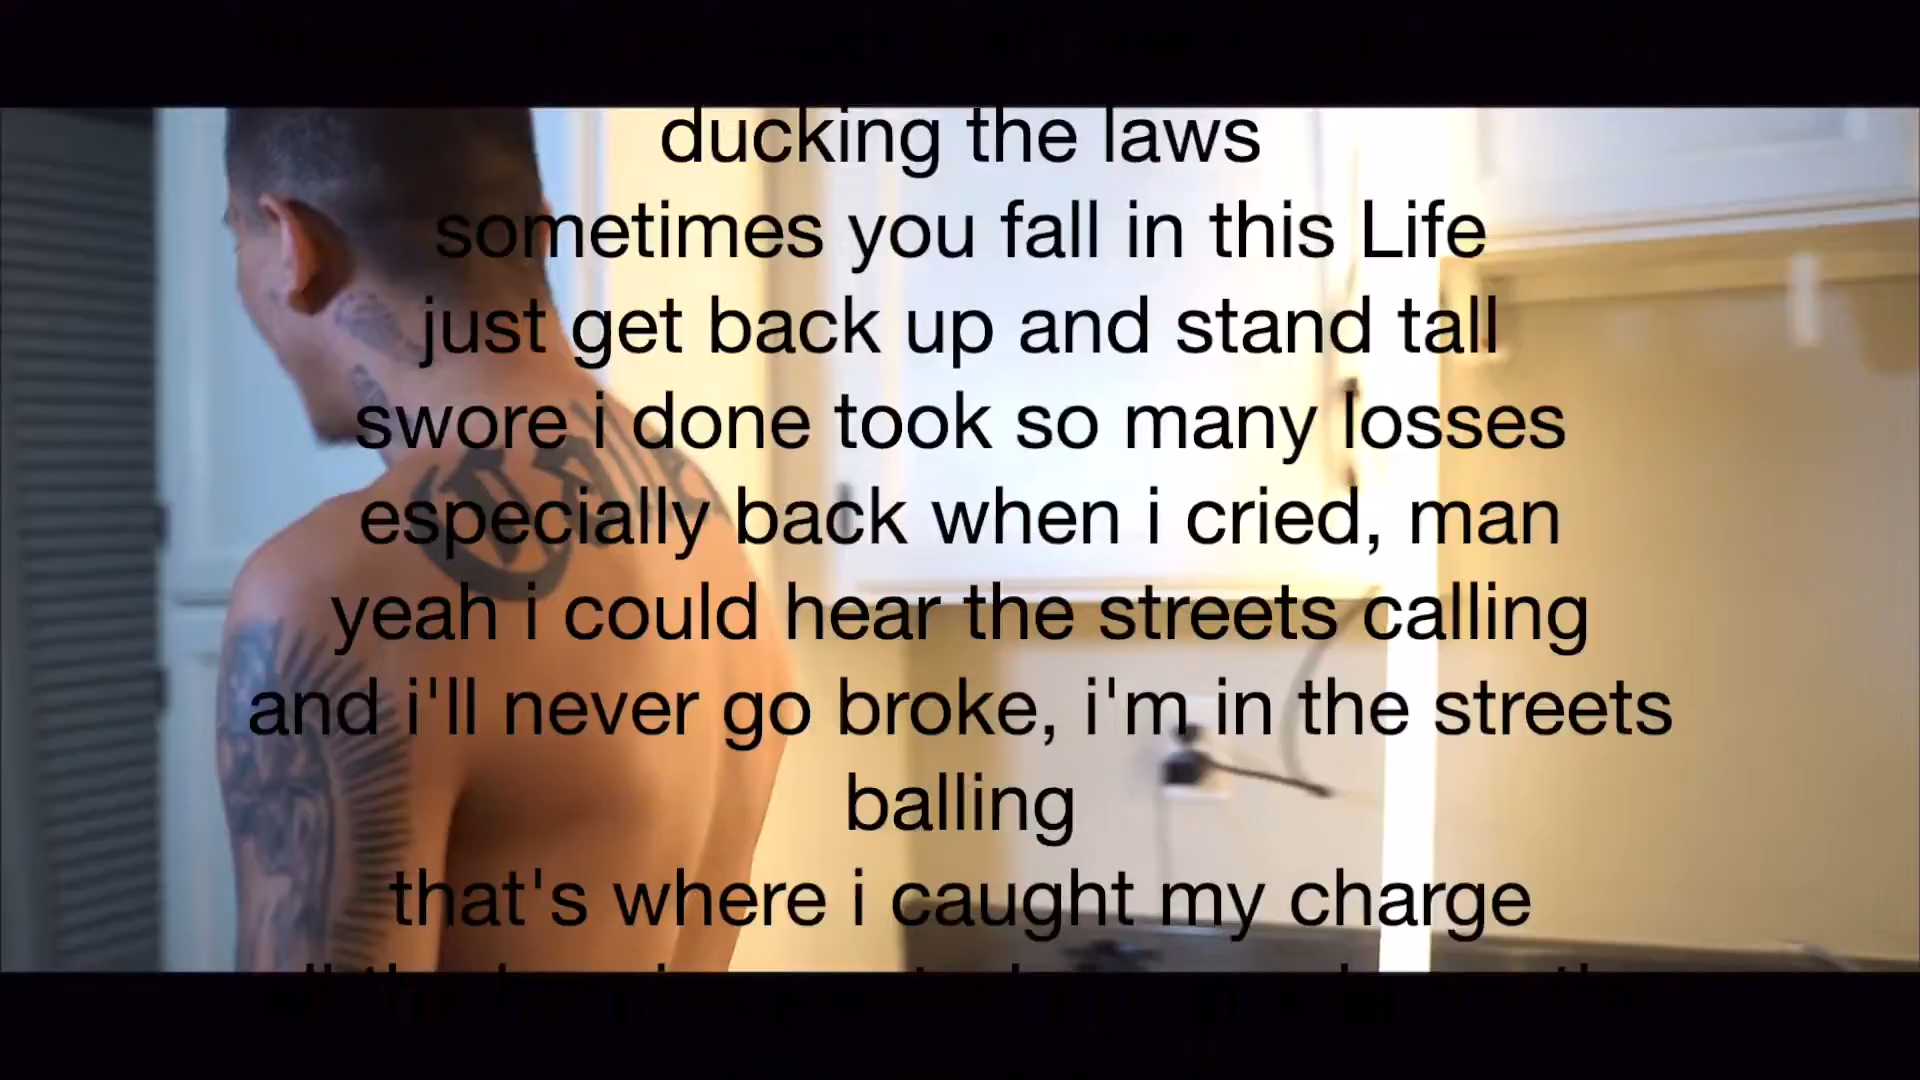 ducking the laws
sometimes you fall in this Life
just get back up and stand tall
swore i done took so many losses
especially back when i cried, man
yeah i could hear the streets calling
and i'll never go broke, i'm in the streets
balling
that's where i caught my charge